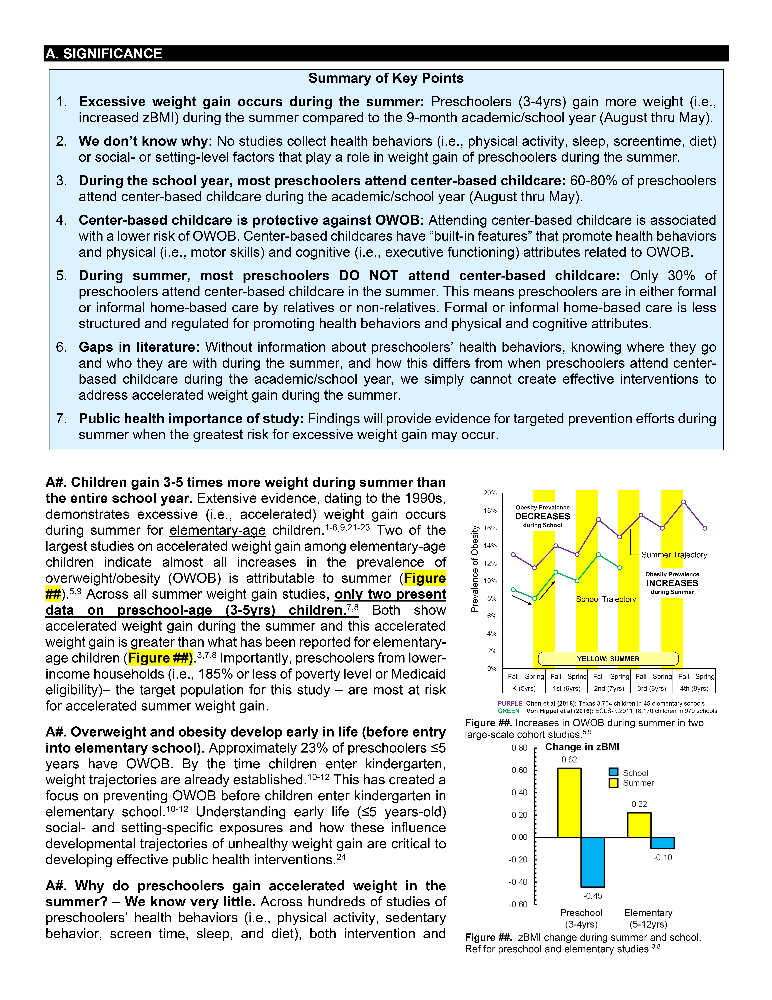 A. SIGNIFICANCE
Summary of Key Points
1. Excessive weight gain occurs during the summer: Preschoolers (3-4yrs) gain more weight (i.e.,
increased zBMI) during the summer compared to the 9-month academic/school year (August thru May).
2. We don’t know why: No studies collect health behaviors (i.e., physical activity, sleep, screentime, diet)
or social- or setting-level factors that play a role in weight gain of preschoolers during the summer.
3. During the school year, most preschoolers attend center-based childcare: 60-80% of preschoolers
attend center-based childcare during the academic/school year (August thru May).
4. Center-based childcare is protective against OWOB: Attending center-based childcare is associated
with a lower risk of OWOB. Center-based childcares have “built-in features” that promote health behaviors
and physical (i.e., motor skills) and cognitive (i.e., executive functioning) attributes related to OWOB.
5. During summer, most preschoolers DO NOT attend center-based childcare: Only 30% of
preschoolers attend center-based childcare in the summer. This means preschoolers are in either formal
or informal home-based care by relatives or non-relatives. Formal or informal home-based care is less
structured and regulated for promoting health behaviors and physical and cognitive attributes.
6. Gaps in literature: Without information about preschoolers’ health behaviors, knowing where they go
and who they are with during the summer, and how this differs from when preschoolers attend center-
based childcare during the academic/school year, we simply cannot create effective interventions to
address accelerated weight gain during the summer.
7. Public health importance of study: Findings will provide evidence for targeted prevention efforts during
summer when the greatest risk for excessive weight gain may occur.
A#. Children gain 3-5 times more weight during summer than
the entire school year. Extensive evidence, dating to the 1990s,
demonstrates excessive (i.e., accelerated) weight gain occurs
during summer for elementary-age children.1-6,9,21-23 Two of the
largest studies on accelerated weight gain among elementary-age
children indicate almost all increases in the prevalence of
overweight/obesity (OWOB) is attributable to summer (Figure
##).5,9 Across all summer weight gain studies, only two present
data on preschool-age (3-5yrs) children.7,8 Both show
accelerated weight gain during the summer and this accelerated
weight gain is greater than what has been reported for elementary-
age children (Figure ##).3,7,8 Importantly, preschoolers from lower-
income households (i.e., 185% or less of poverty level or Medicaid
eligibility)– the target population for this study – are most at risk
for accelerated summer weight gain.
A#. Overweight and obesity develop early in life (before entry
into elementary school). Approximately 23% of preschoolers ≤5
years have OWOB. By the time children enter kindergarten,
weight trajectories are already established.10-12 This has created a
focus on preventing OWOB before children enter kindergarten in
elementary school.10-12 Understanding early life (≤5 years-old)
social- and setting-specific exposures and how these influence
developmental trajectories of unhealthy weight gain are critical to
developing effective public health interventions.24
A#. Why do preschoolers gain accelerated weight in the
summer? – We know very little. Across hundreds of studies of
preschoolers’ health behaviors (i.e., physical activity, sedentary
behavior, screen time, sleep, and diet), both intervention and
Prevalence of Obesity
20%
18%
16%
14%
12%
10%
8%
6%
4%
2%
0%
Obesity Prevalence
DECREASES
during School
Summer Trajectory
Obesity Prevalence
INCREASES
during Summer
School Trajectory
YELLOW: SUMMER
Fall Spring Fall Spring Fall Spring Fall Spring Fall Spring
K (5yrs) 1st (6yrs) 2nd (7yrs) 3rd (8yrs) 4th (9yrs)
PURPLE Chen et al (2016): Texas 3,734 children in 45 elementary schools
GREEN Von Hippel et al (2016): ECLS-K:2011 18,170 children in 970 schools
Figure ##. Increases in OWOB during summer in two
large-scale cohort studies.5,9
Change in zBMI
0.80
0.60
0.40
0.20
0.00
-0.20
-0.40
-0.60
0.62
School
Summer
0.22
-0.10
-0.45
Preschool Elementary
(3-4yrs) (5-12yrs)
Figure ##. zBMI change during summer and school.
Ref for preschool and elementary studies 3,8